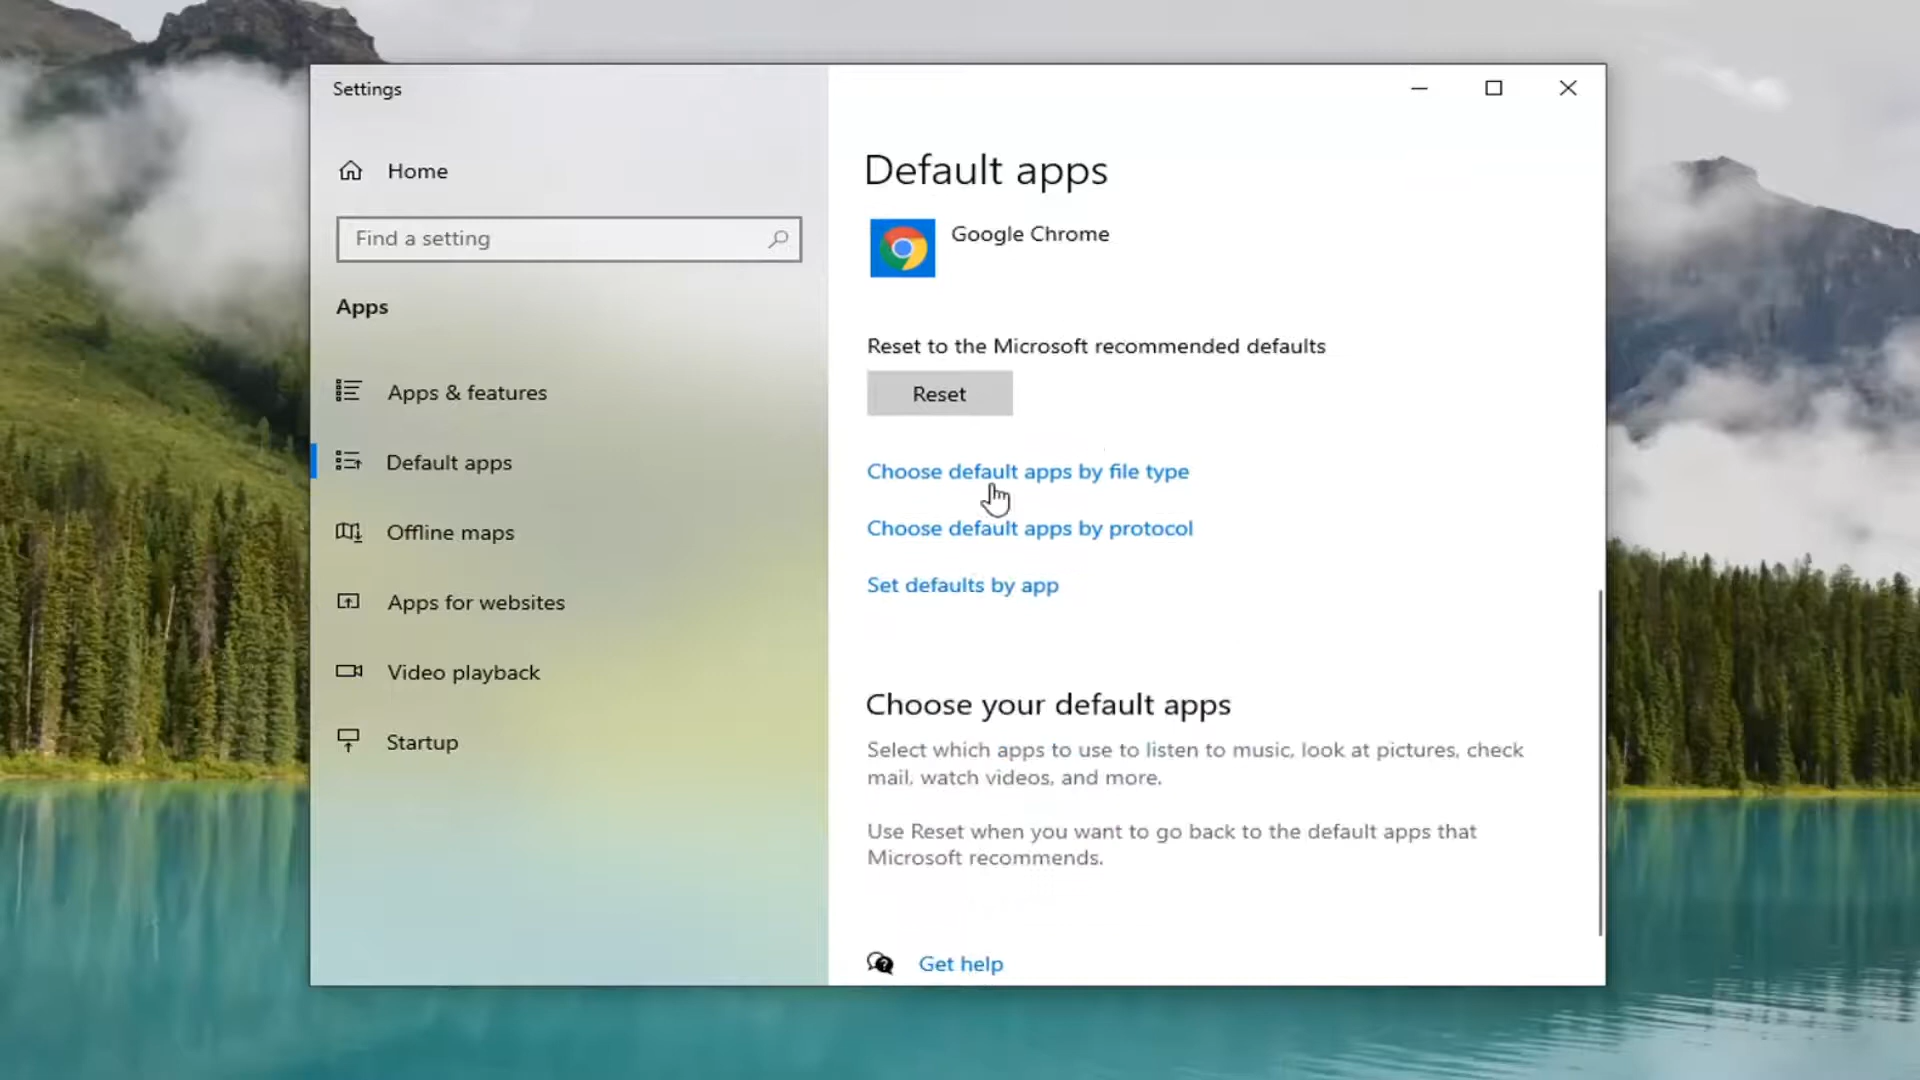 Settings
Home
Find a setting
Apps
Apps & features
Default apps
Offline maps
Apps for websites
Video playback
Startup
Default apps
Google Chrome
Reset to the Microsoft recommended defaults
Reset
Choose default apps by file type
Choose default apps by protocol
Set defaults by app
Choose your default apps
Select which apps to use to listen to music, look at pictures, check
mail, watch videos, and more.
Use Reset when you want to go back to the default apps that
Microsoft recommends.
Get help